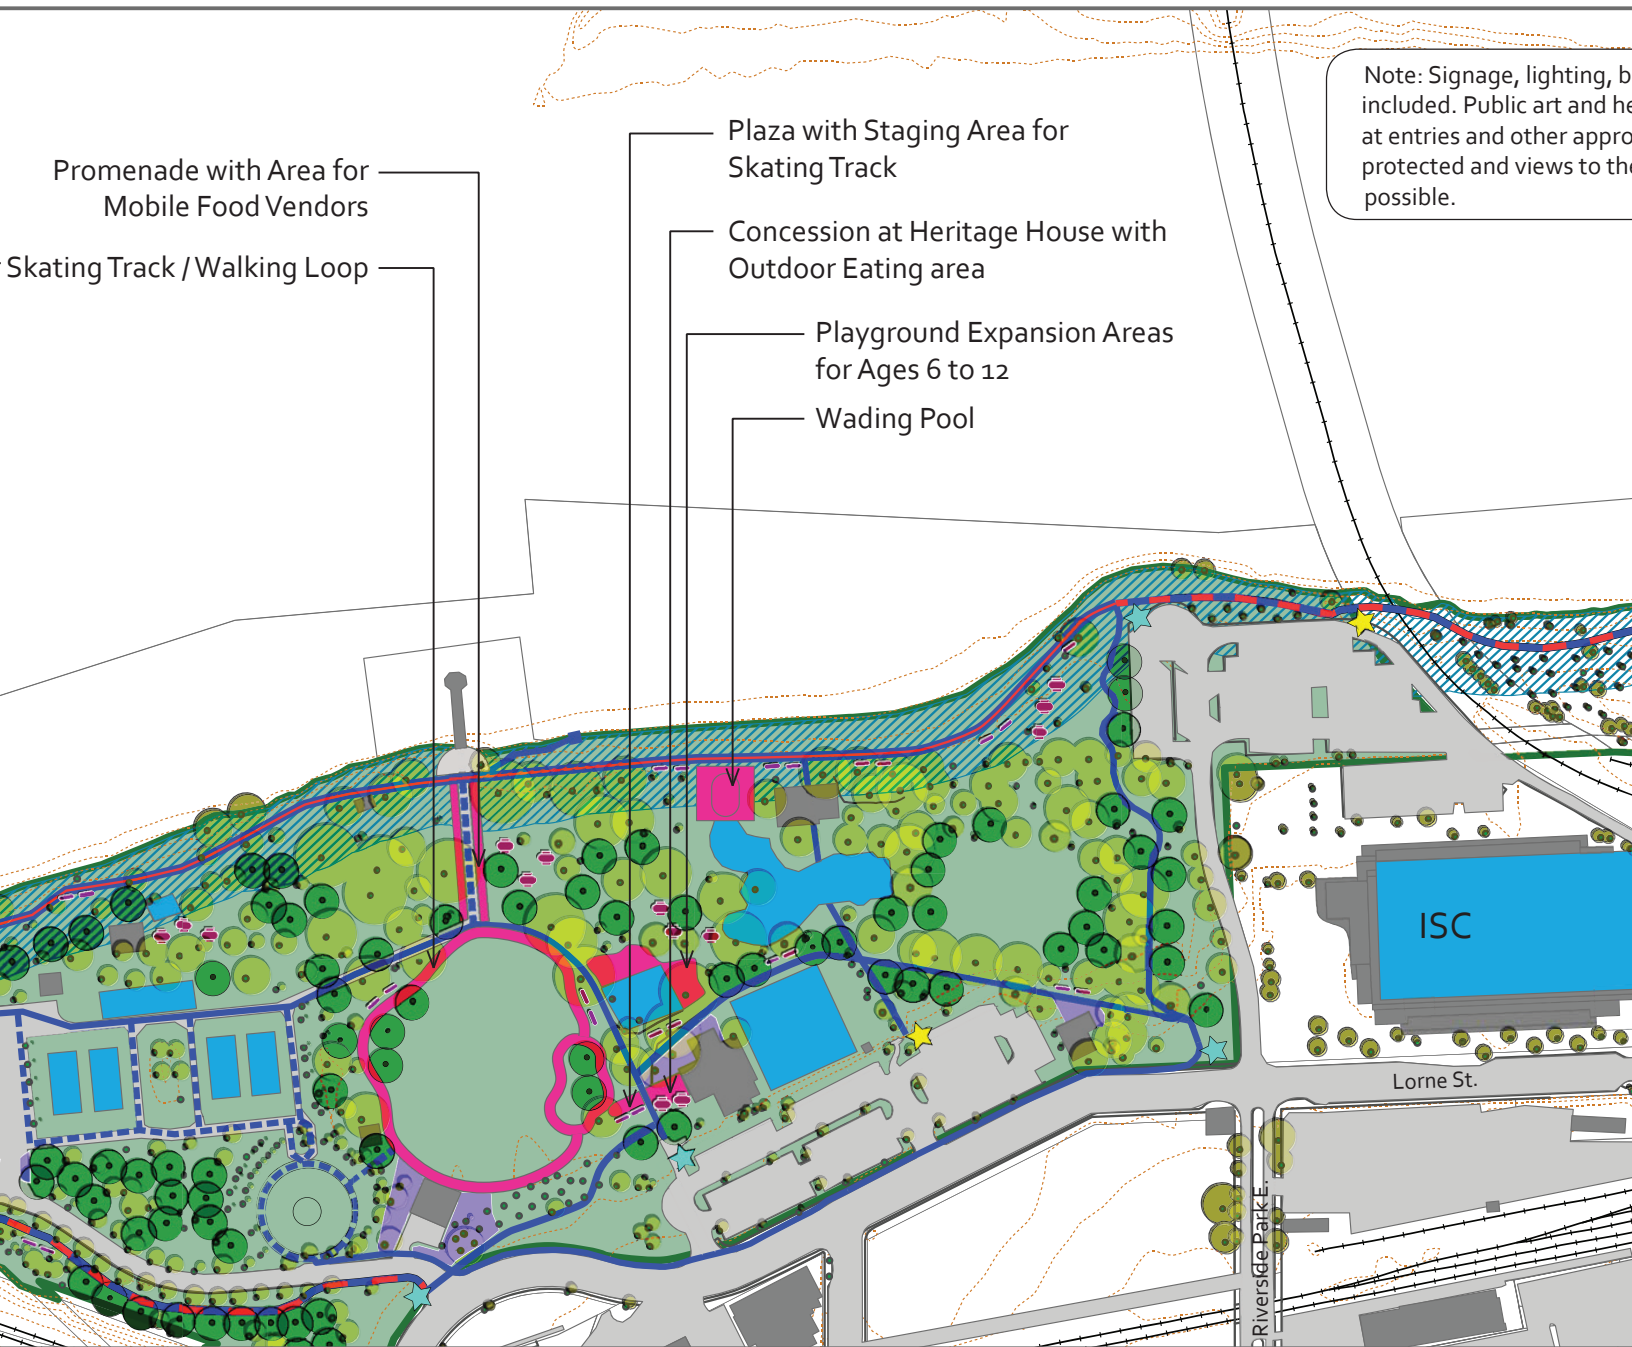 Note: Signage, lighting, b
included. Public art and he
at entries and other appro
protected and views to the
possible.
Plaza with Staging Area for
Skating Track
Promenade with Area for
Mobile Food Vendors
Concession at Heritage House with
Outdoor Eating area
Skating Track / Walking Loop
Playground Expansion Areas
for Ages 6 to 12
Wading Pool
ISC
Lorne St.
Riverside Park E.